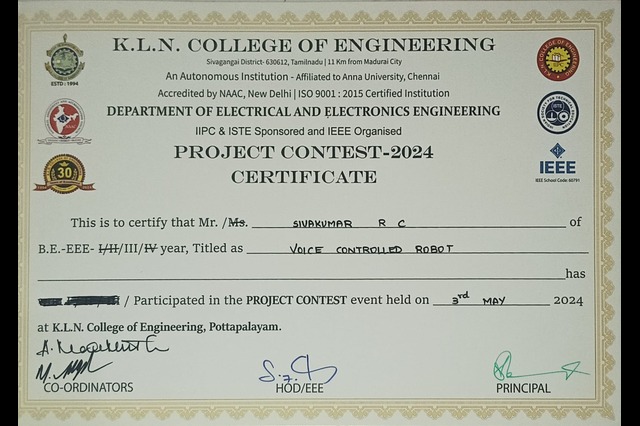 K.L.N. COLLEGE OF ENGINEERING
Sivagangai District- 630612, Tamilnadu | 11 Km from Madurai City
An Autonomous Institution - Affiliated to Anna University, Chennai
ESTD : 1994
Accredited by NAAC, New Delhi | ISO 9001 : 2015 Certified Institution
DEPARTMENT OF ELECTRICAL AND ELECTRONICS ENGINEERING
IIPC & ISTE Sponsored and IEEE Organised
PROJECT CONTEST-2024
30
IEEE
CERTIFICATE
IEEE School Code: 60791
This is to certify that Mr. /Ms. SIVAKUMAR R C of
B.E.-EEE- I/II/III/IV year, Titled as VOICE CONTROLLED ROBOT
has
/ Participated in the PROJECT CONTEST event held on 3rd MAY 2024
at K.L.N. College of Engineering, Pottapalayam.
CO-ORDINATORS HOD/EEE PRINCIPAL